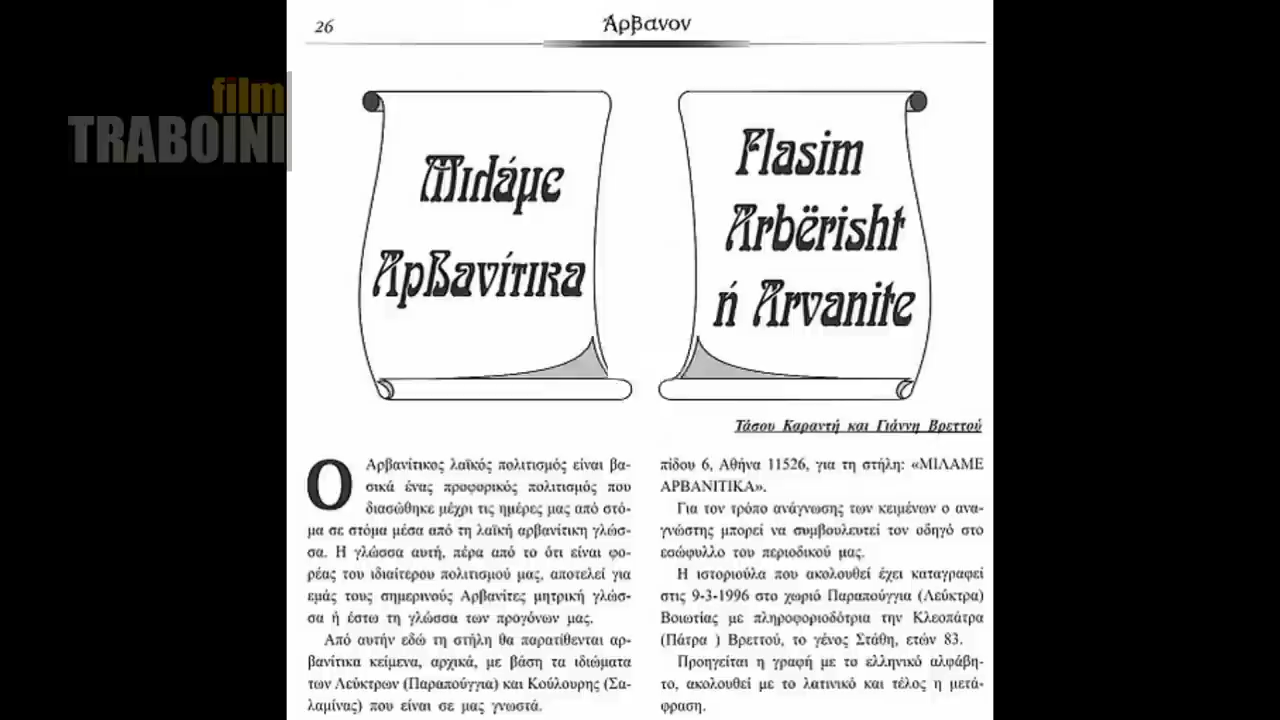 26
Ἀρβανον
film
TRABOINI
Μιλάμε
Αρβανίτικα
Flasim
Arbërisht
ή Arvanite
Τάσου Καραντή και Γιάννη Βρεττού
Ο Αρβανίτικος λαϊκός πολιτισμός είναι βα-
σικά ένας προφορικός πολιτισμός που
διασώθηκε μέχρι τις ημέρες μας από στό-
μα σε στόμα μέσα από τη λαϊκή αρβανίτικη γλώσ-
σα. Η γλώσσα αυτή, πέρα από το ότι είναι φο-
ρέας του ιδιαίτερου πολιτισμού μας, αποτελεί για
εμάς τους σημερινούς Αρβανίτες μητρική γλώσ-
σα ή έστω τη γλώσσα των προγόνων μας.
Από αυτήν εδώ τη στήλη θα παρατίθενται αρ-
βανίτικα κείμενα, αρχικά, με βάση τα ιδιώματα
των Λεύκτρων (Παραπούγγια) και Κούλουρης (Σα-
λαμίνας) που είναι σε μας γνωστά.
πίδου 6, Αθήνα 11526, για τη στήλη: «ΜΙΛΑΜΕ
ΑΡΒΑΝΙΤΙΚΑ».
Για τον τρόπο ανάγνωσης των κειμένων ο ανα-
γνώστης μπορεί να συμβουλευτεί τον οδηγό στο
εσώφυλλο του περιοδικού μας.
Η ιστοριούλα που ακολουθεί έχει καταγραφεί
στις 9-3-1996 στο χωριό Παραπούγγια (Λεύκτρα)
Βοιωτίας με πληροφοριοδότρια την Κλεοπάτρα
(Πάτρα ) Βρεττού, το γένος Στάθη, ετών 83.
Προηγείται η γραφή με το ελληνικό αλφάβη-
το, ακολουθεί με το λατινικό και τέλος η μετά-
φραση.